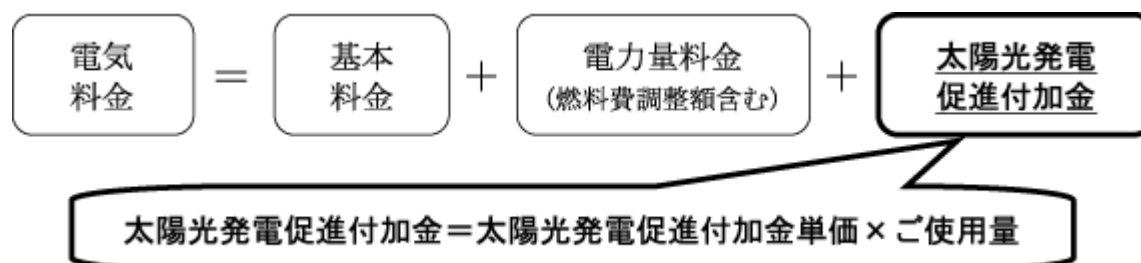 電気
料金
=
基本
料金
+
電力量料金
(燃料費調整額含む)
+
太陽光発電
促進付加金
太陽光発電促進付加金=太陽光発電促進付加金単価×ご使用量